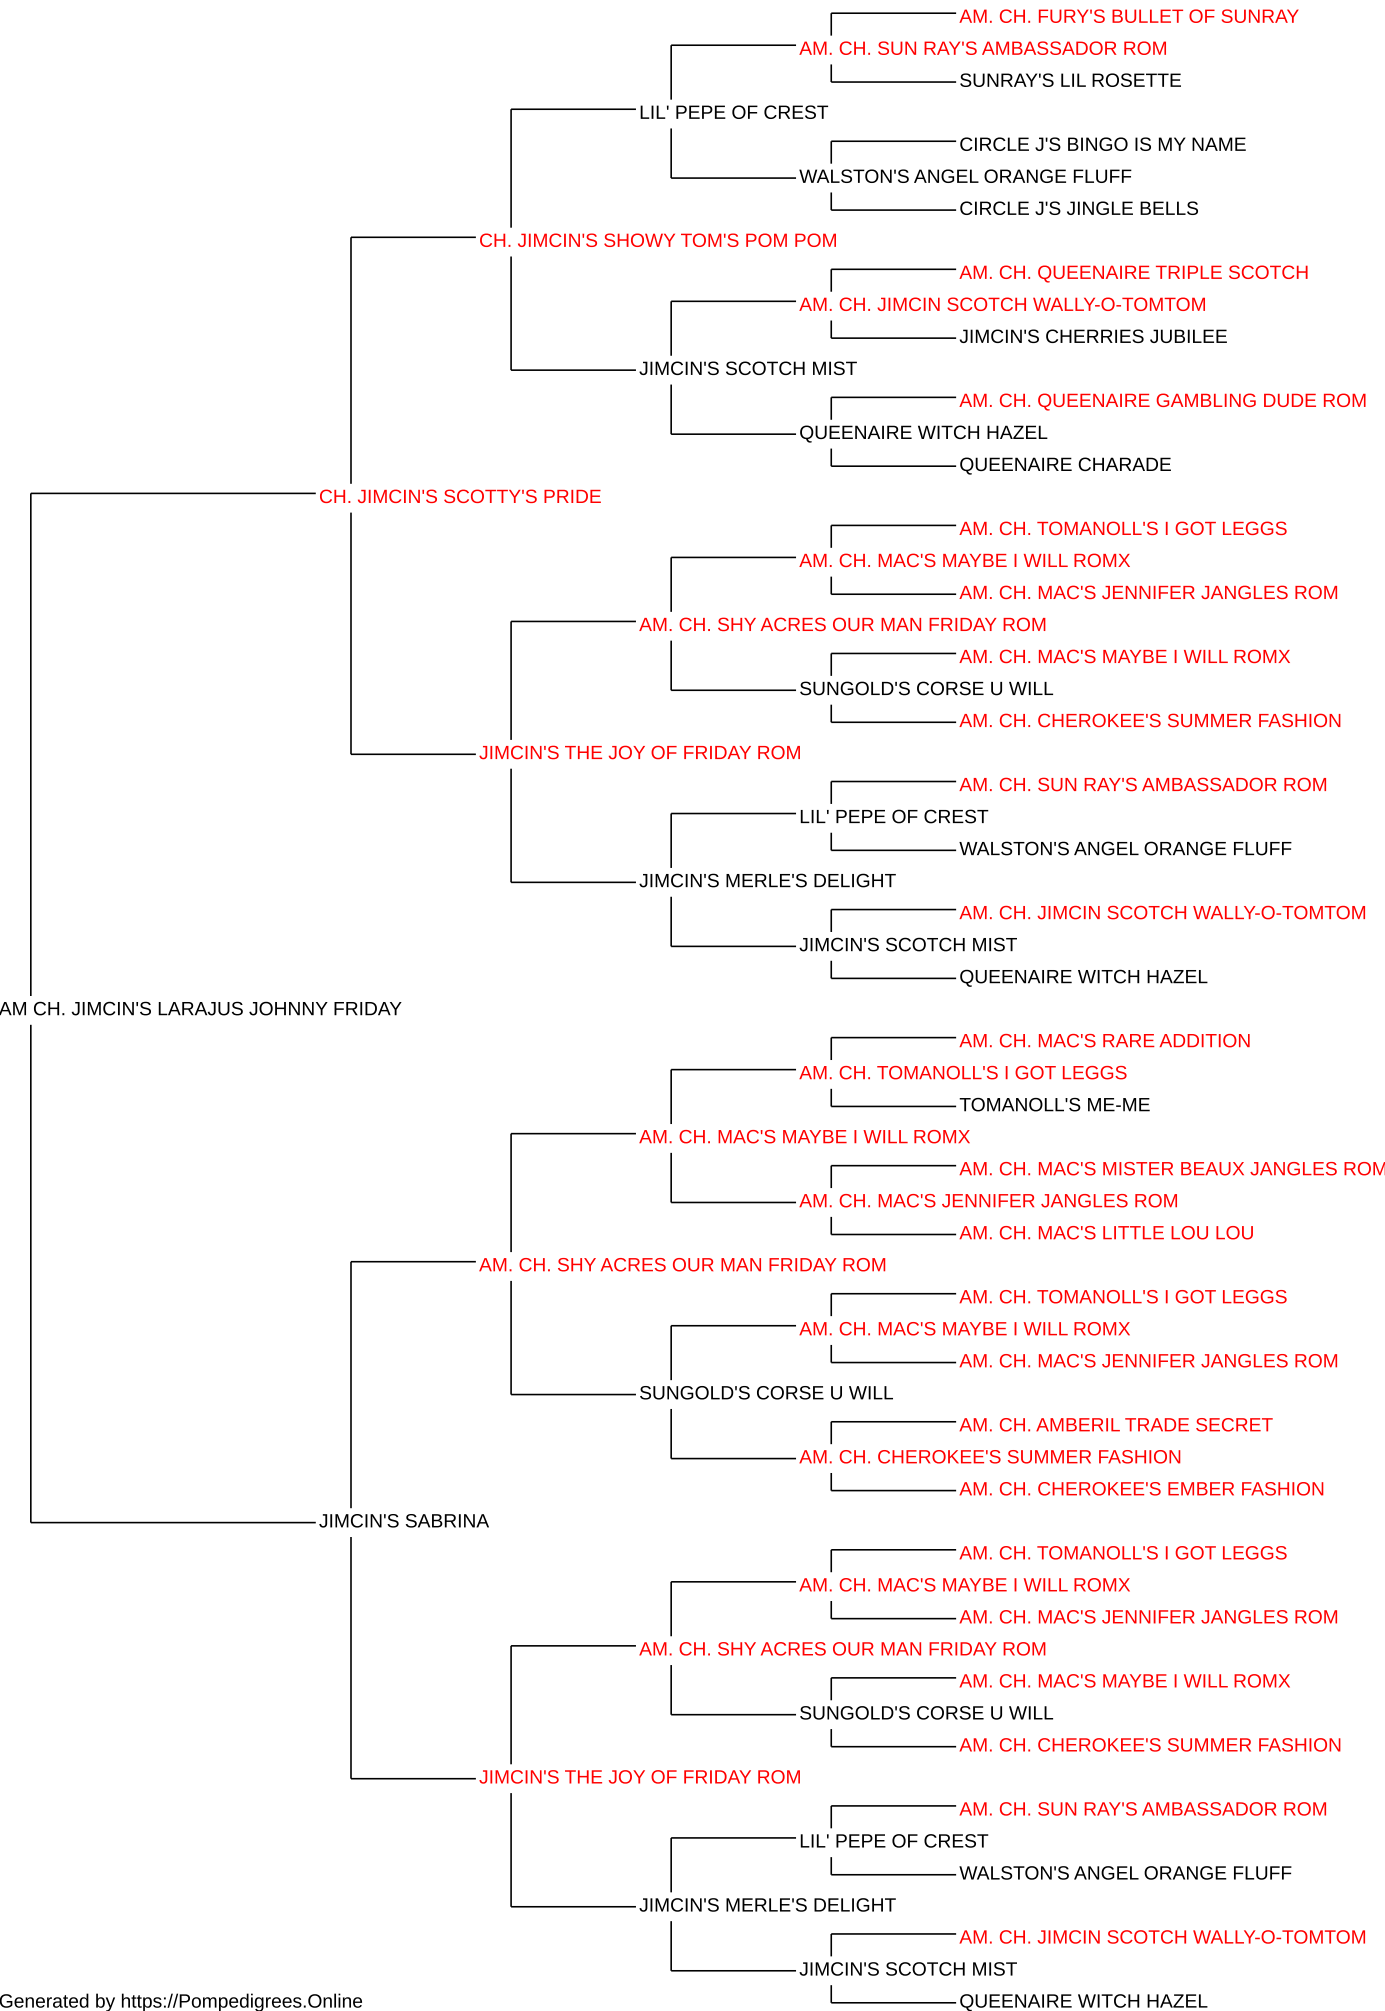 AM. CH. FURY'S BULLET OF SUNRAY
AM. CH. SUN RAY'S AMBASSADOR ROM
SUNRAY'S LIL ROSETTE
LIL' PEPE OF CREST
CIRCLE J'S BINGO IS MY NAME
WALSTON'S ANGEL ORANGE FLUFF
CIRCLE J'S JINGLE BELLS
CH. JIMCIN'S SHOWY TOM'S POM POM
AM. CH. QUEENAIRE TRIPLE SCOTCH
AM. CH. JIMCIN SCOTCH WALLY-O-TOMTOM
JIMCIN'S CHERRIES JUBILEE
JIMCIN'S SCOTCH MIST
AM. CH. QUEENAIRE GAMBLING DUDE ROM
QUEENAIRE WITCH HAZEL
QUEENAIRE CHARADE
CH. JIMCIN'S SCOTTY'S PRIDE
AM. CH. TOMANOLL'S I GOT LEGGS
AM. CH. MAC'S MAYBE I WILL ROMX
AM. CH. MAC'S JENNIFER JANGLES ROM
AM. CH. SHY ACRES OUR MAN FRIDAY ROM
AM. CH. MAC'S MAYBE I WILL ROMX
SUNGOLD'S CORSE U WILL
AM. CH. CHEROKEE'S SUMMER FASHION
JIMCIN'S THE JOY OF FRIDAY ROM
AM. CH. SUN RAY'S AMBASSADOR ROM
LIL' PEPE OF CREST
WALSTON'S ANGEL ORANGE FLUFF
JIMCIN'S MERLE'S DELIGHT
AM. CH. JIMCIN SCOTCH WALLY-O-TOMTOM
JIMCIN'S SCOTCH MIST
QUEENAIRE WITCH HAZEL
AM CH. JIMCIN'S LARAJUS JOHNNY FRIDAY
AM. CH. MAC'S RARE ADDITION
AM. CH. TOMANOLL'S I GOT LEGGS
TOMANOLL'S ME-ME
AM. CH. MAC'S MAYBE I WILL ROMX
AM. CH. MAC'S MISTER BEAUX JANGLES ROM
AM. CH. MAC'S JENNIFER JANGLES ROM
AM. CH. MAC'S LITTLE LOU LOU
AM. CH. SHY ACRES OUR MAN FRIDAY ROM
AM. CH. TOMANOLL'S I GOT LEGGS
AM. CH. MAC'S MAYBE I WILL ROMX
AM. CH. MAC'S JENNIFER JANGLES ROM
SUNGOLD'S CORSE U WILL
AM. CH. AMBERIL TRADE SECRET
AM. CH. CHEROKEE'S SUMMER FASHION
AM. CH. CHEROKEE'S EMBER FASHION
JIMCIN'S SABRINA
AM. CH. TOMANOLL'S I GOT LEGGS
AM. CH. MAC'S MAYBE I WILL ROMX
AM. CH. MAC'S JENNIFER JANGLES ROM
AM. CH. SHY ACRES OUR MAN FRIDAY ROM
AM. CH. MAC'S MAYBE I WILL ROMX
SUNGOLD'S CORSE U WILL
AM. CH. CHEROKEE'S SUMMER FASHION
JIMCIN'S THE JOY OF FRIDAY ROM
AM. CH. SUN RAY'S AMBASSADOR ROM
LIL' PEPE OF CREST
WALSTON'S ANGEL ORANGE FLUFF
JIMCIN'S MERLE'S DELIGHT
AM. CH. JIMCIN SCOTCH WALLY-O-TOMTOM
JIMCIN'S SCOTCH MIST
QUEENAIRE WITCH HAZEL
Generated by https://Pompedigrees.Online